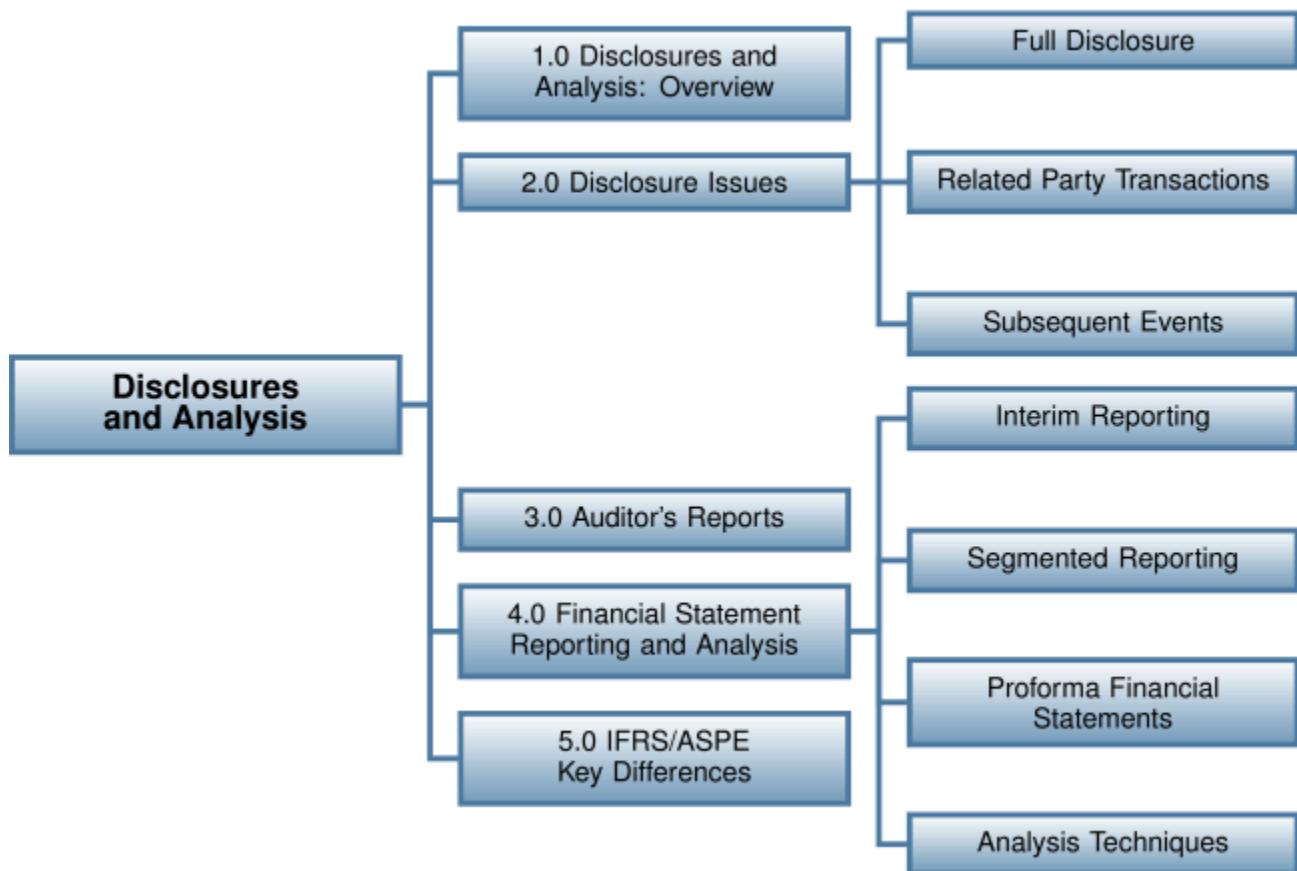 Disclosures
and Analysis
1.0 Disclosures and
Analysis: Overview
2.0 Disclosure Issues
Full Disclosure
Related Party Transactions
Subsequent Events
3.0 Auditor's Reports
4.0 Financial Statement
Reporting and Analysis
Interim Reporting
Segmented Reporting
Proforma Financial
Statements
Analysis Techniques
5.0 IFRS/ASPE
Key Differences